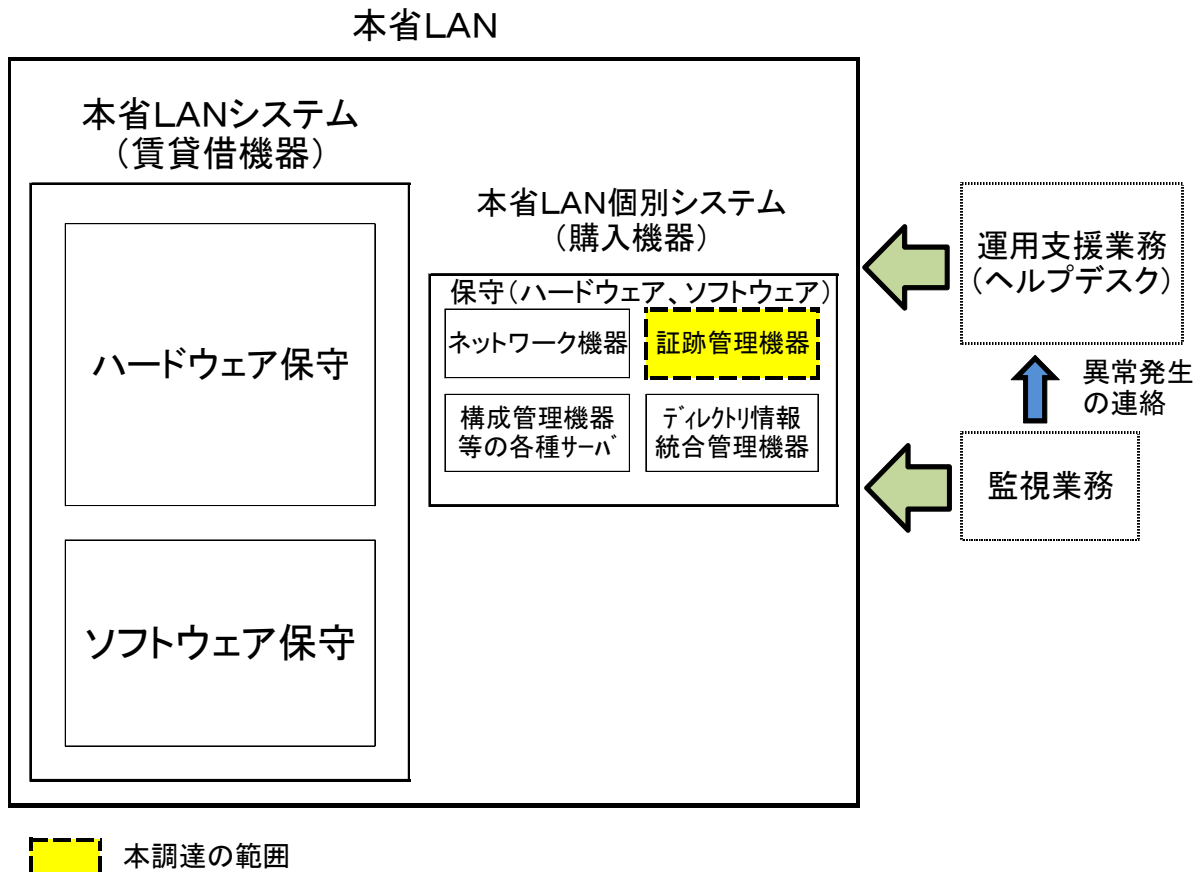 本省LAN
本省LANシステム
（賃貸借機器）
ハードウェア保守
ソフトウェア保守
本省LAN個別システム
（購入機器）
保守（ハードウェア、ソフトウェア）
ネットワーク機器
証跡管理機器
構成管理機器
等の各種サーバ
ディレクトリ情報
統合管理機器
運用支援業務
（ヘルプデスク）
異常発生
の連絡
監視業務
本調達の範囲